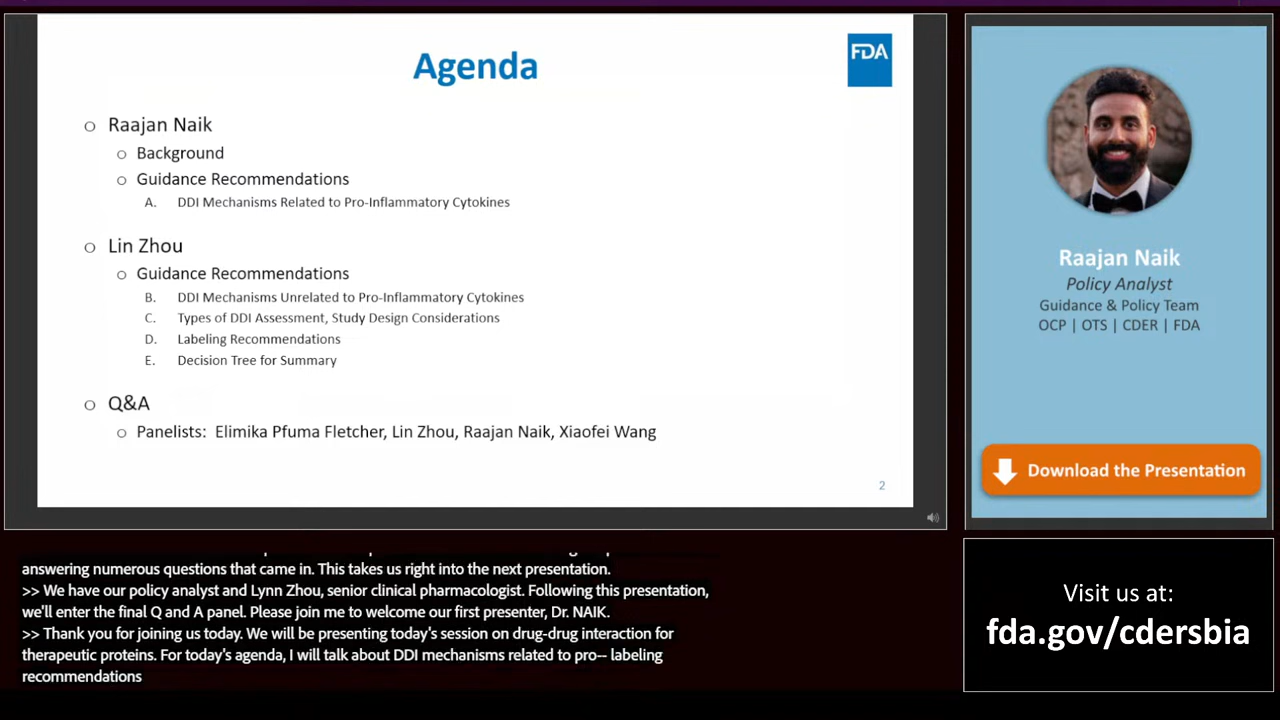 Agenda
FDA
o Raajan Naik
o Background
o Guidance Recommendations
A. DDI Mechanisms Related to Pro-Inflammatory Cytokines
o Lin Zhou
o Guidance Recommendations
B. DDI Mechanisms Unrelated to Pro-Inflammatory Cytokines
C. Types of DDI Assessment, Study Design Considerations
D. Labeling Recommendations
E. Decision Tree for Summary
o Q&A
o Panelists: Elimika Pfuma Fletcher, Lin Zhou, Raajan Naik, Xiaofei Wang
2
Raajan Naik
Policy Analyst
Guidance & Policy Team
OCP | OTS | CDER | FDA
Download the Presentation
Visit us at:
fda.gov/cdersbia
answering numerous questions that came in. This takes us right into the next presentation.
>> We have our policy analyst and Lynn Zhou, senior clinical pharmacologist. Following this presentation,
we'll enter the final Q and A panel. Please join me to welcome our first presenter, Dr. NAIK.
>> Thank you for joining us today. We will be presenting today's session on drug-drug interaction for
therapeutic proteins. For today's agenda, I will talk about DDI mechanisms related to pro-- labeling
recommendations